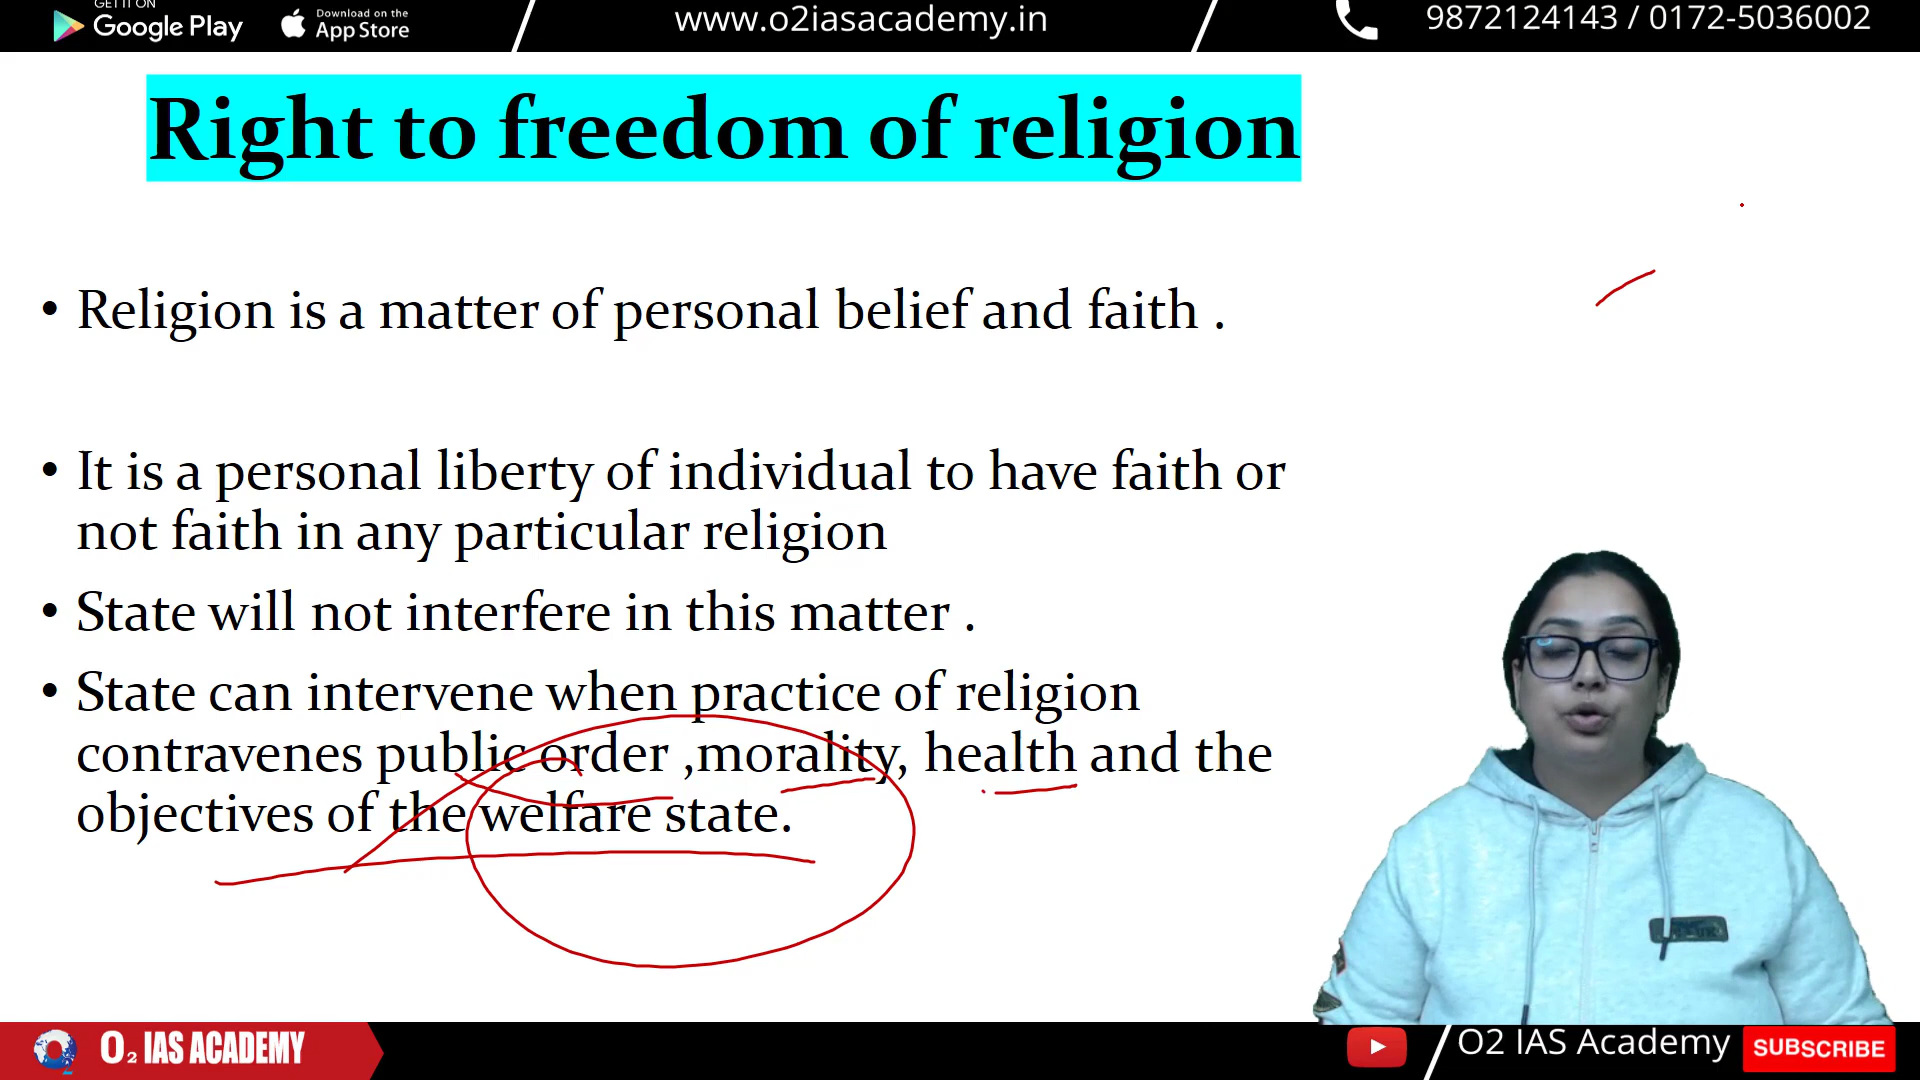 GET IT ON
Google Play
Download on the
App Store
www.o2iasacademy.in
9872124143 / 0172-5036002
Right to freedom of religion
• Religion is a matter of personal belief and faith .
• It is a personal liberty of individual to have faith or
not faith in any particular religion
• State will not interfere in this matter .
• State can intervene when practice of religion
contravenes public order ,morality, health and the
objectives of the welfare state.
O2 IAS ACADEMY
O2 IAS Academy
SUBSCRIBE